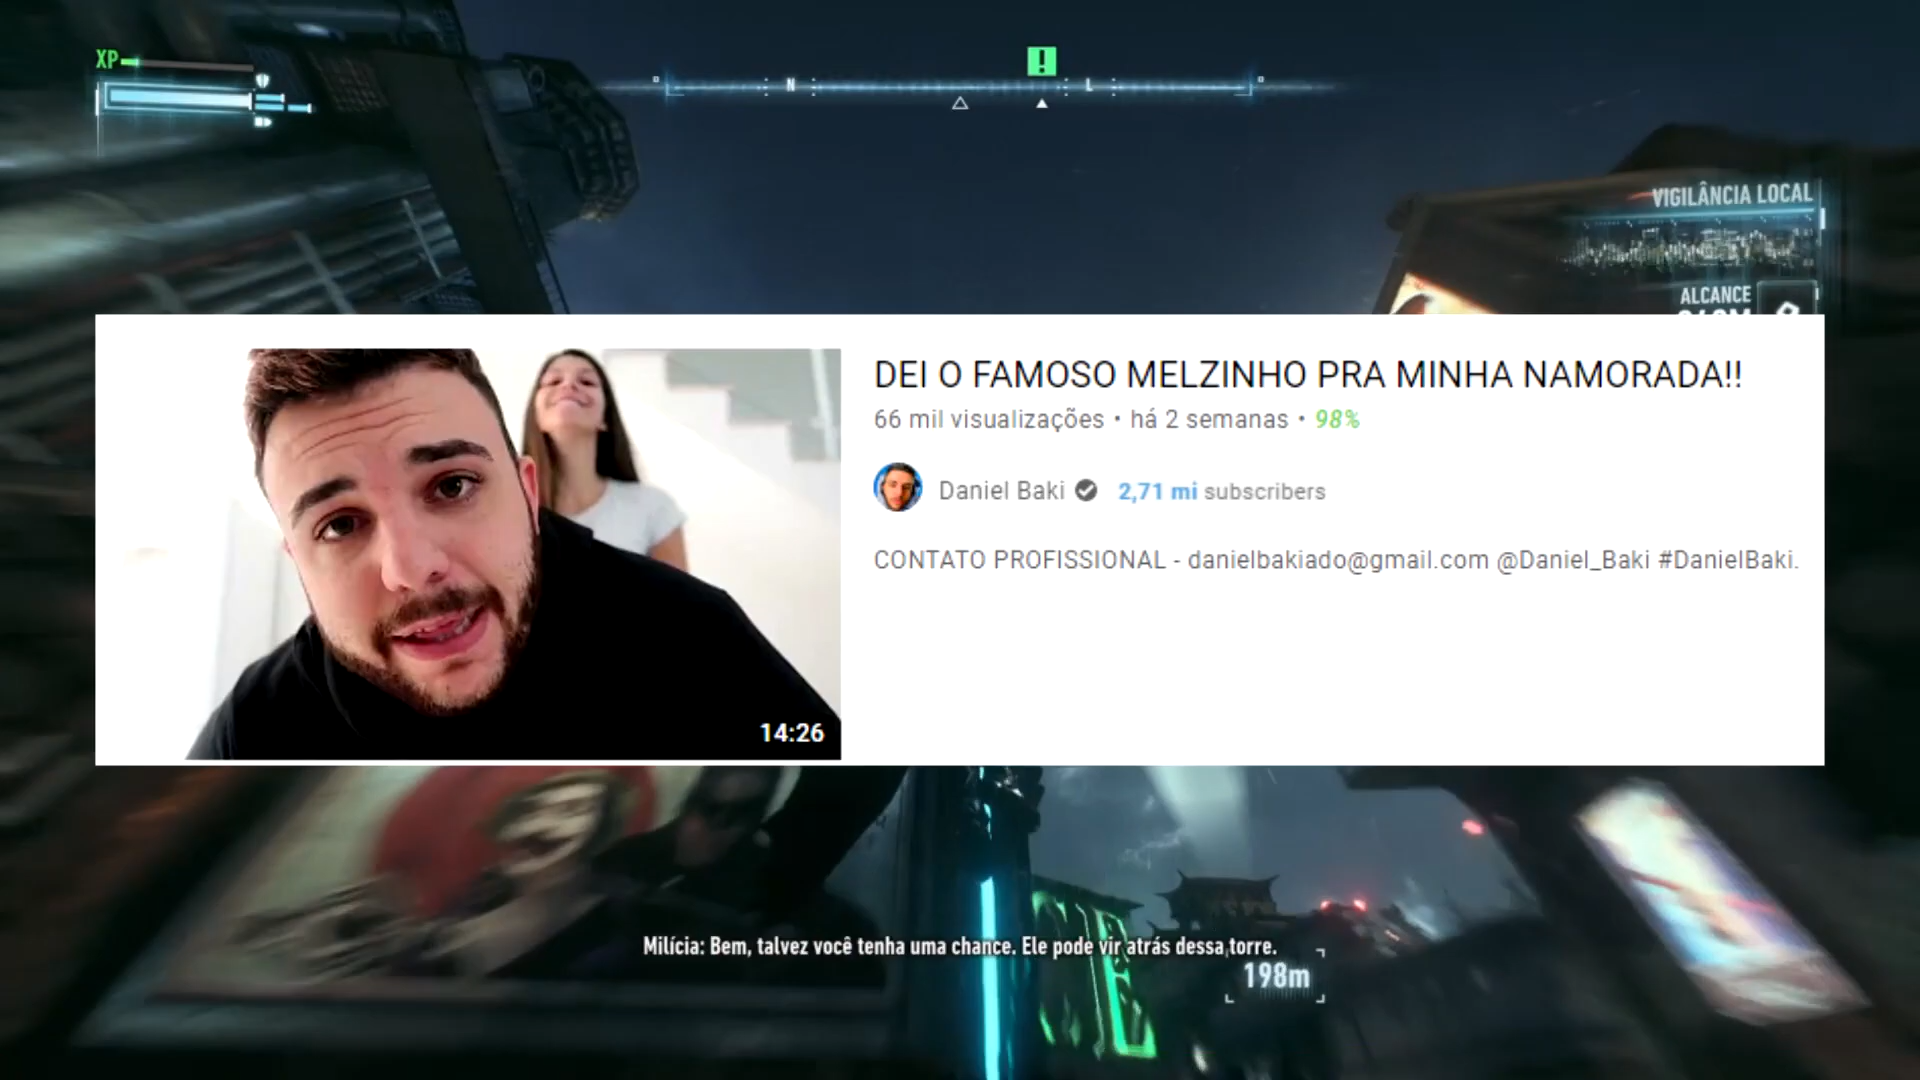 XP
!
N
L
VIGILÂNCIA LOCAL
ALCANCE
DEI O FAMOSO MELZINHO PRA MINHA NAMORADA!!
66 mil visualizações • há 2 semanas • 98%
Daniel Baki 2,71 mi subscribers
CONTATO PROFISSIONAL - danielbakiado@gmail.com @Daniel_Baki #DanielBaki.
14:26
Milícia: Bem, talvez você tenha uma chance. Ele pode vir atrás dessa torre.
198m